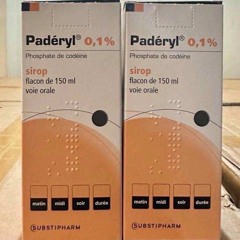 Padéryl® 0,1%
Phosphate de codéine
sirop
flacon de 150 ml
voie orale
matin midi soir durée
SUBSTIPHARM
Padéryl® 0,1%
Phosphate de codéine
sirop
flacon de 150 ml
voie orale
matin midi soir durée
SUBSTIPHARM